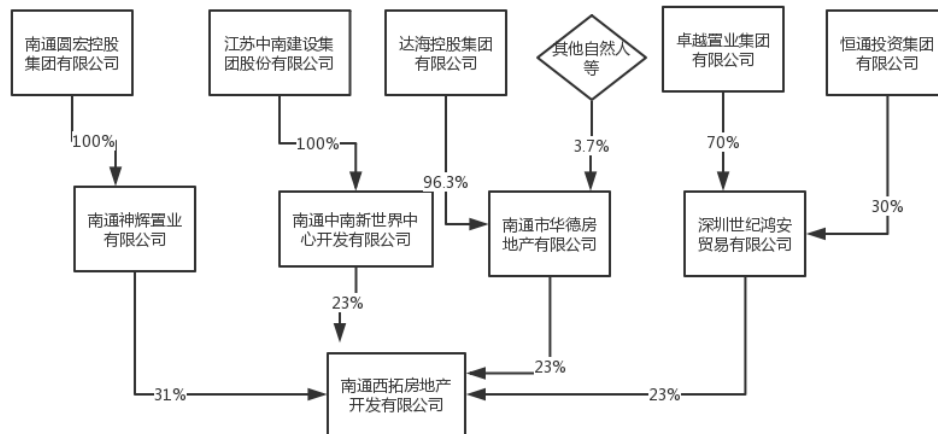 南通圆宏控股
集团有限公司
江苏中南建设集
团股份有限公司
达海控股集团
有限公司
其他自然人
等
卓越置业集团
有限公司
恒通投资集团
有限公司
100%
100%
96.3%
3.7%
70%
30%
南通神辉置业
有限公司
南通中南新世界中
心开发有限公司
南通市华德房
地产有限公司
深圳世纪鸿安
贸易有限公司
31%
23%
23%
23%
南通西拓房地产
开发有限公司